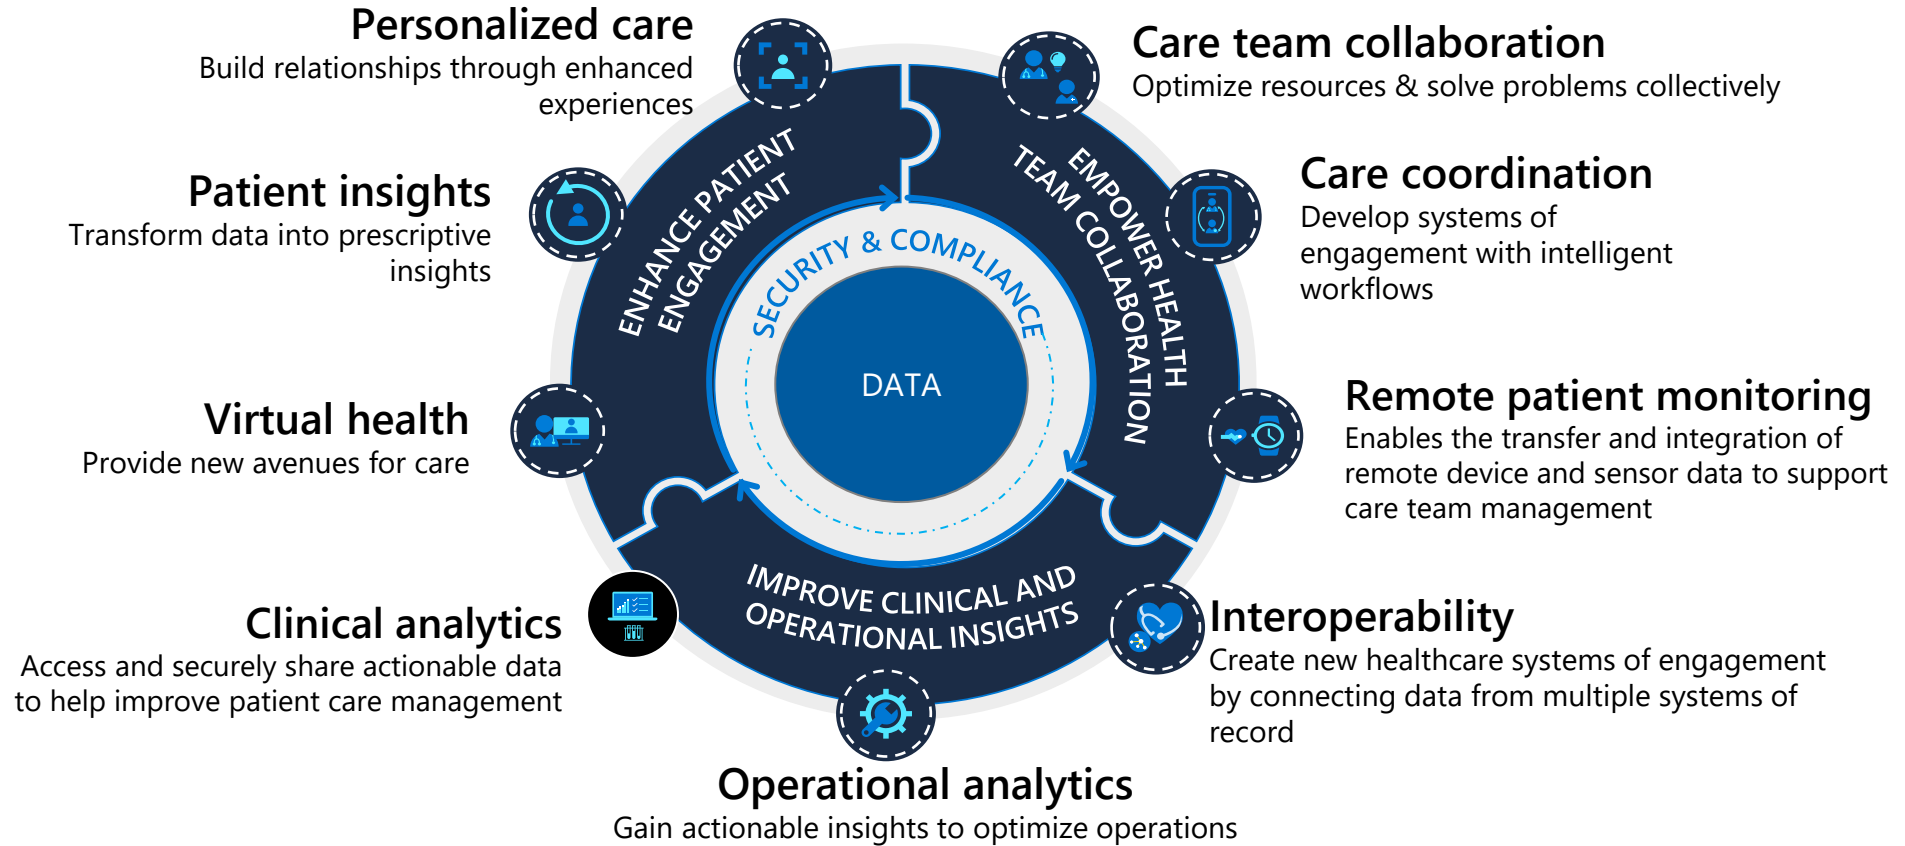 Personalized care
Build relationships through enhanced
experiences
Patient insights
Transform data into prescriptive
insights
Virtual health
Provide new avenues for care
Clinical analytics
Access and securely share actionable data
to help improve patient care management
Operational analytics
Gain actionable insights to optimize operations
Care team collaboration
Optimize resources & solve problems collectively
Care coordination
Develop systems of
engagement with intelligent
workflows
Remote patient monitoring
Enables the transfer and integration of
remote device and sensor data to support
care team management
Interoperability
Create new healthcare systems of engagement
by connecting data from multiple systems of
record
ENHANCE PATIENT
ENGAGEMENT
EMPOWER HEALTH
TEAM COLLABORATION
IMPROVE CLINICAL AND
OPERATIONAL INSIGHTS
SECURITY & COMPLIANCE
DATA